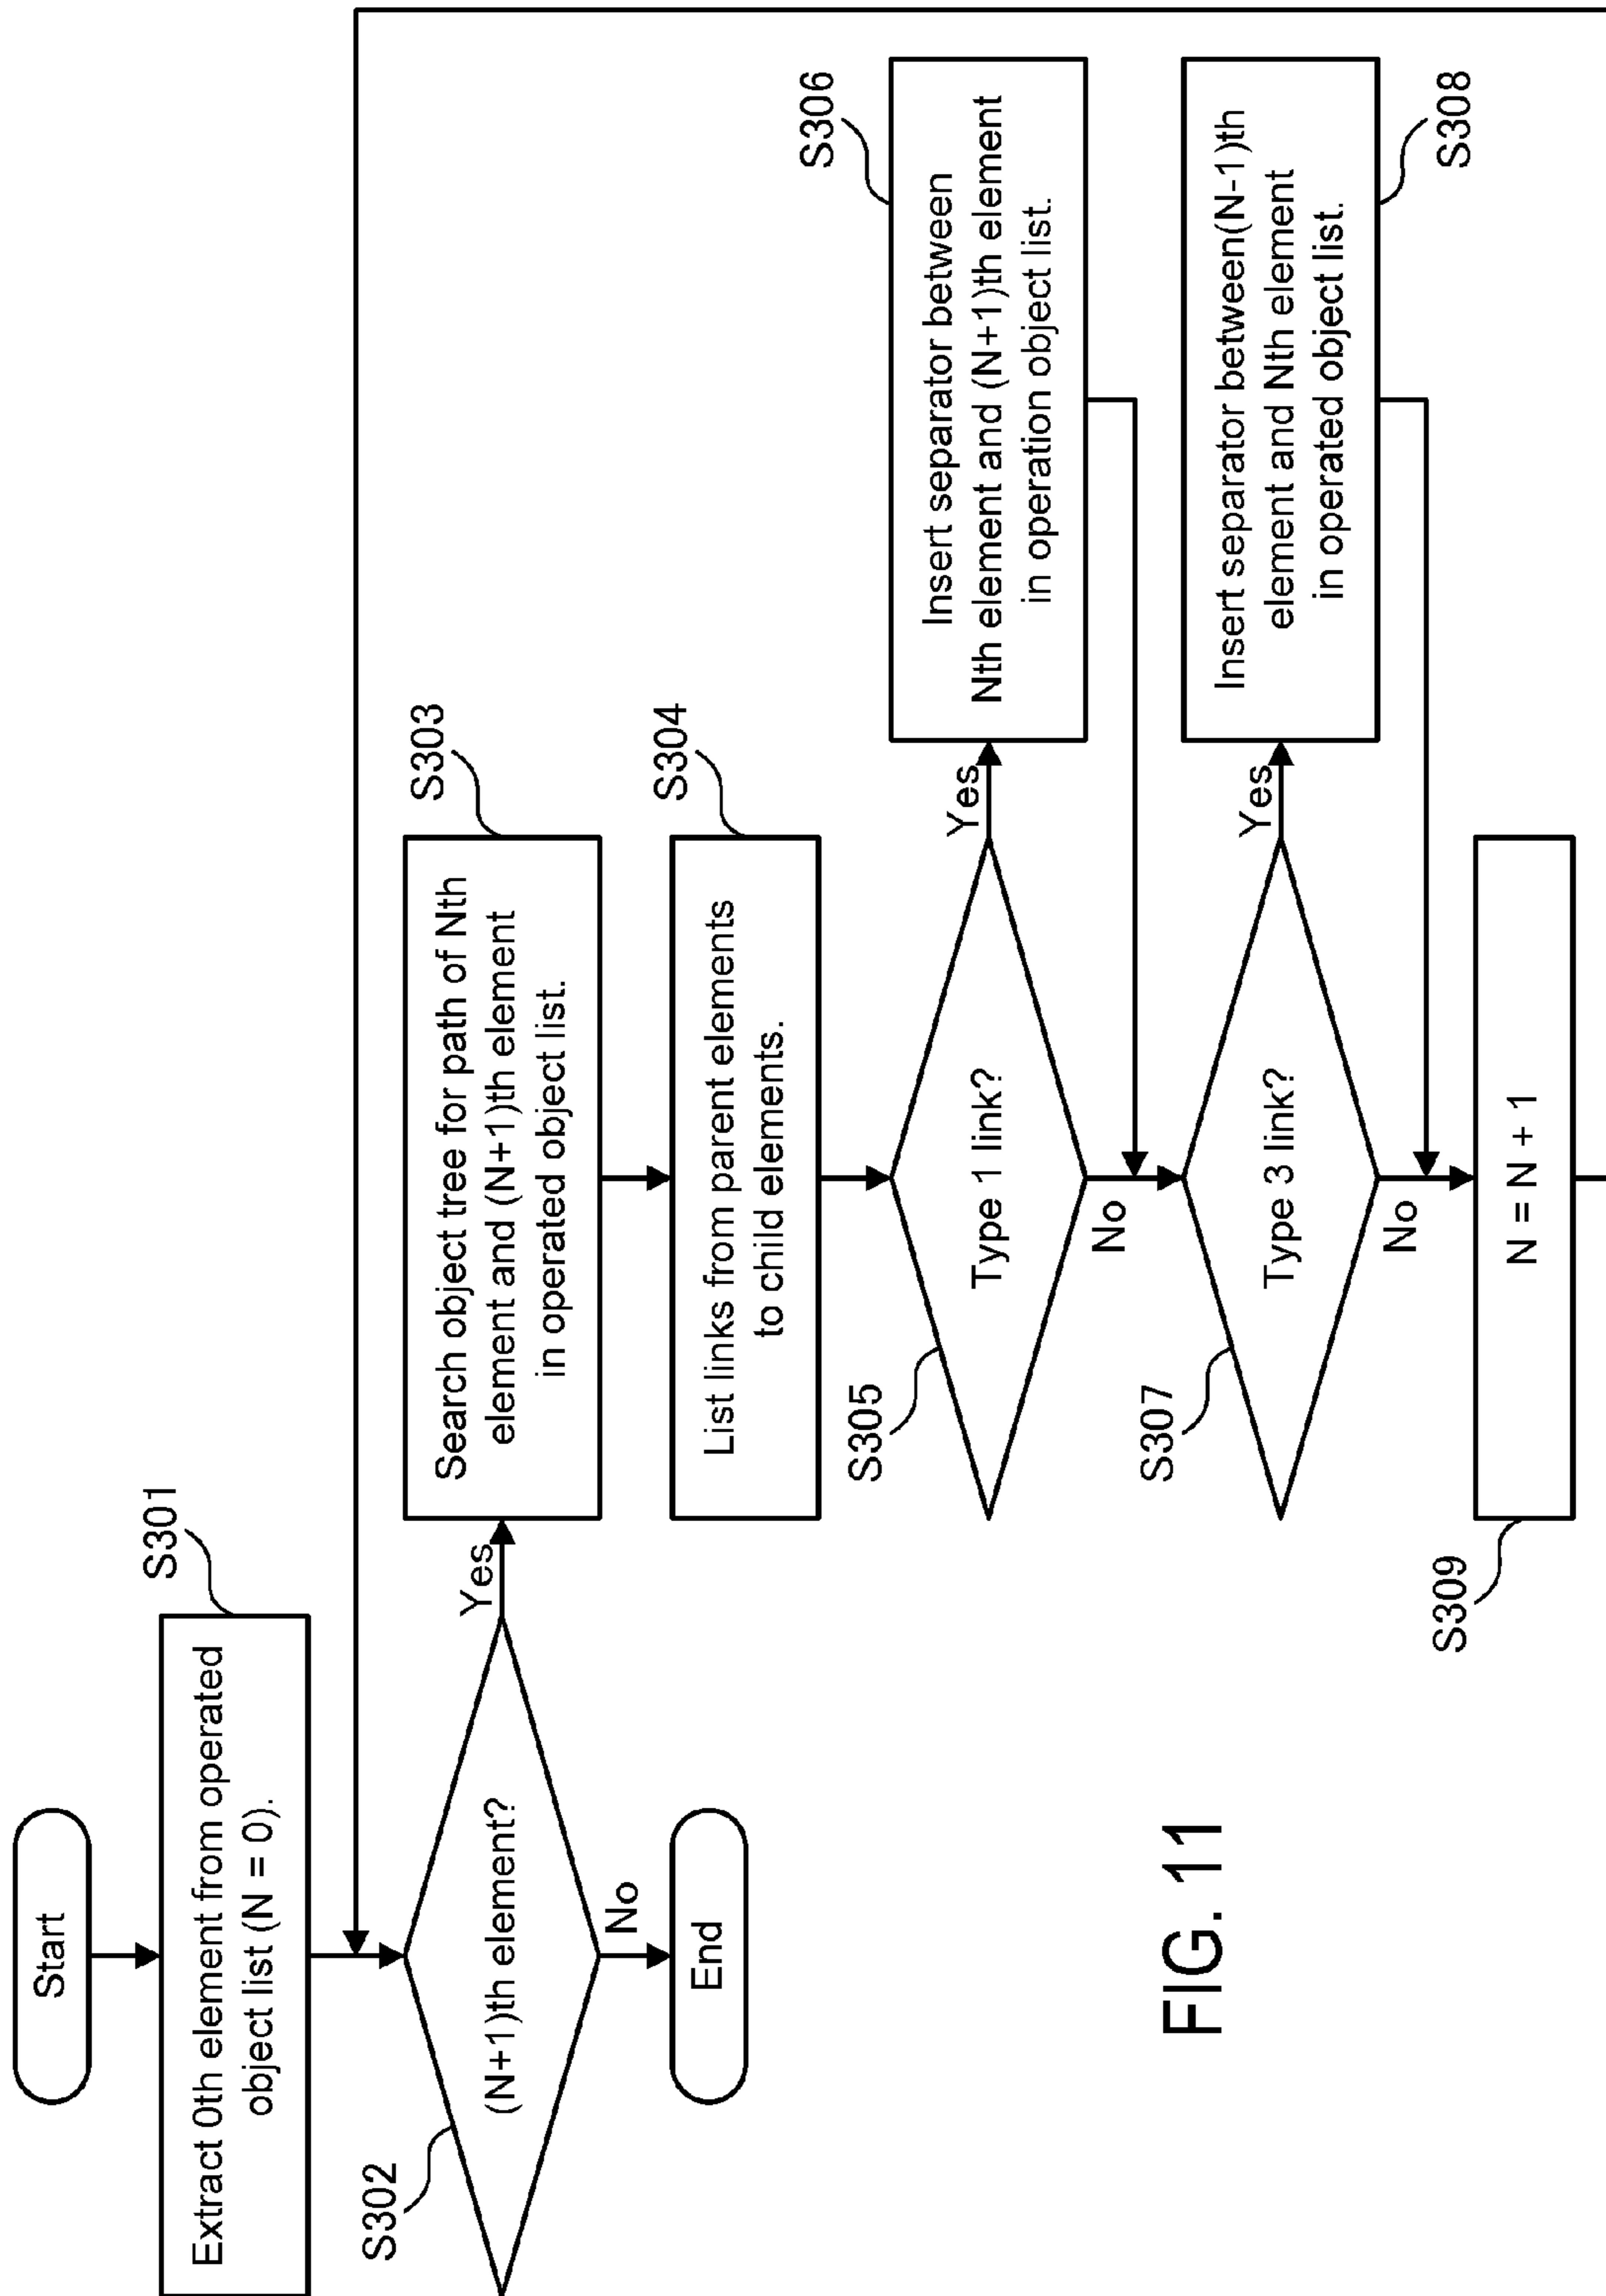 Start
S301
Extract 0th element from operated
object list (N = 0).
S302
(N+1)th element?
Yes
No
End
S303
Search object tree for path of Nth
element and (N+1)th element
in operated object list.
S304
List links from parent elements
to child elements.
S305
Type 1 link?
Yes
No
S306
Insert separator between
Nth element and (N+1)th element
in operation object list.
S307
Type 3 link?
Yes
No
S308
Insert separator between(N-1)th
element and Nth element
in operated object list.
S309
N = N + 1
FIG. 11